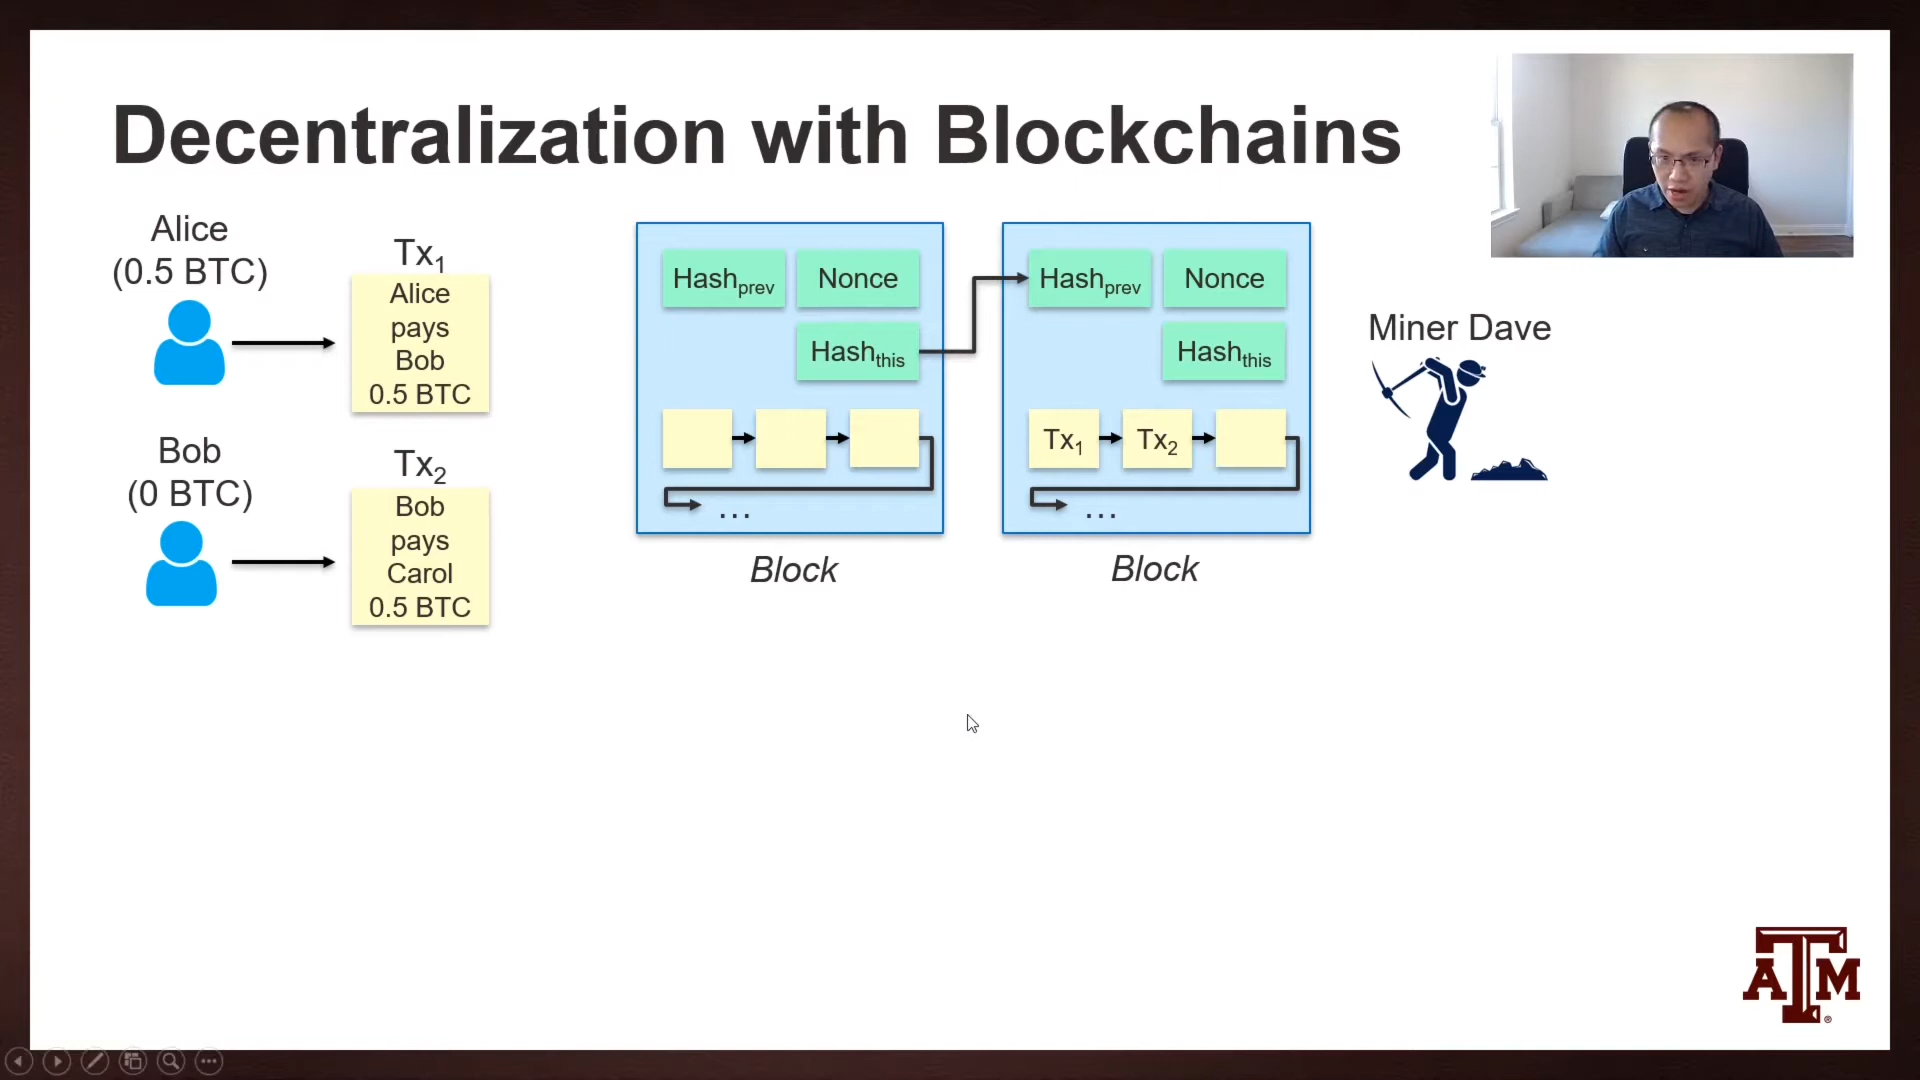 Decentralization with Blockchains
Alice
(0.5 BTC)
Tx1
Alice
pays
Bob
0.5 BTC
Bob
(0 BTC)
Tx2
Bob
pays
Carol
0.5 BTC
Hashprev
Nonce
Hashthis
...
Block
Hashprev
Nonce
Hashthis
Tx1
Tx2
...
Block
Miner Dave
ATM
®